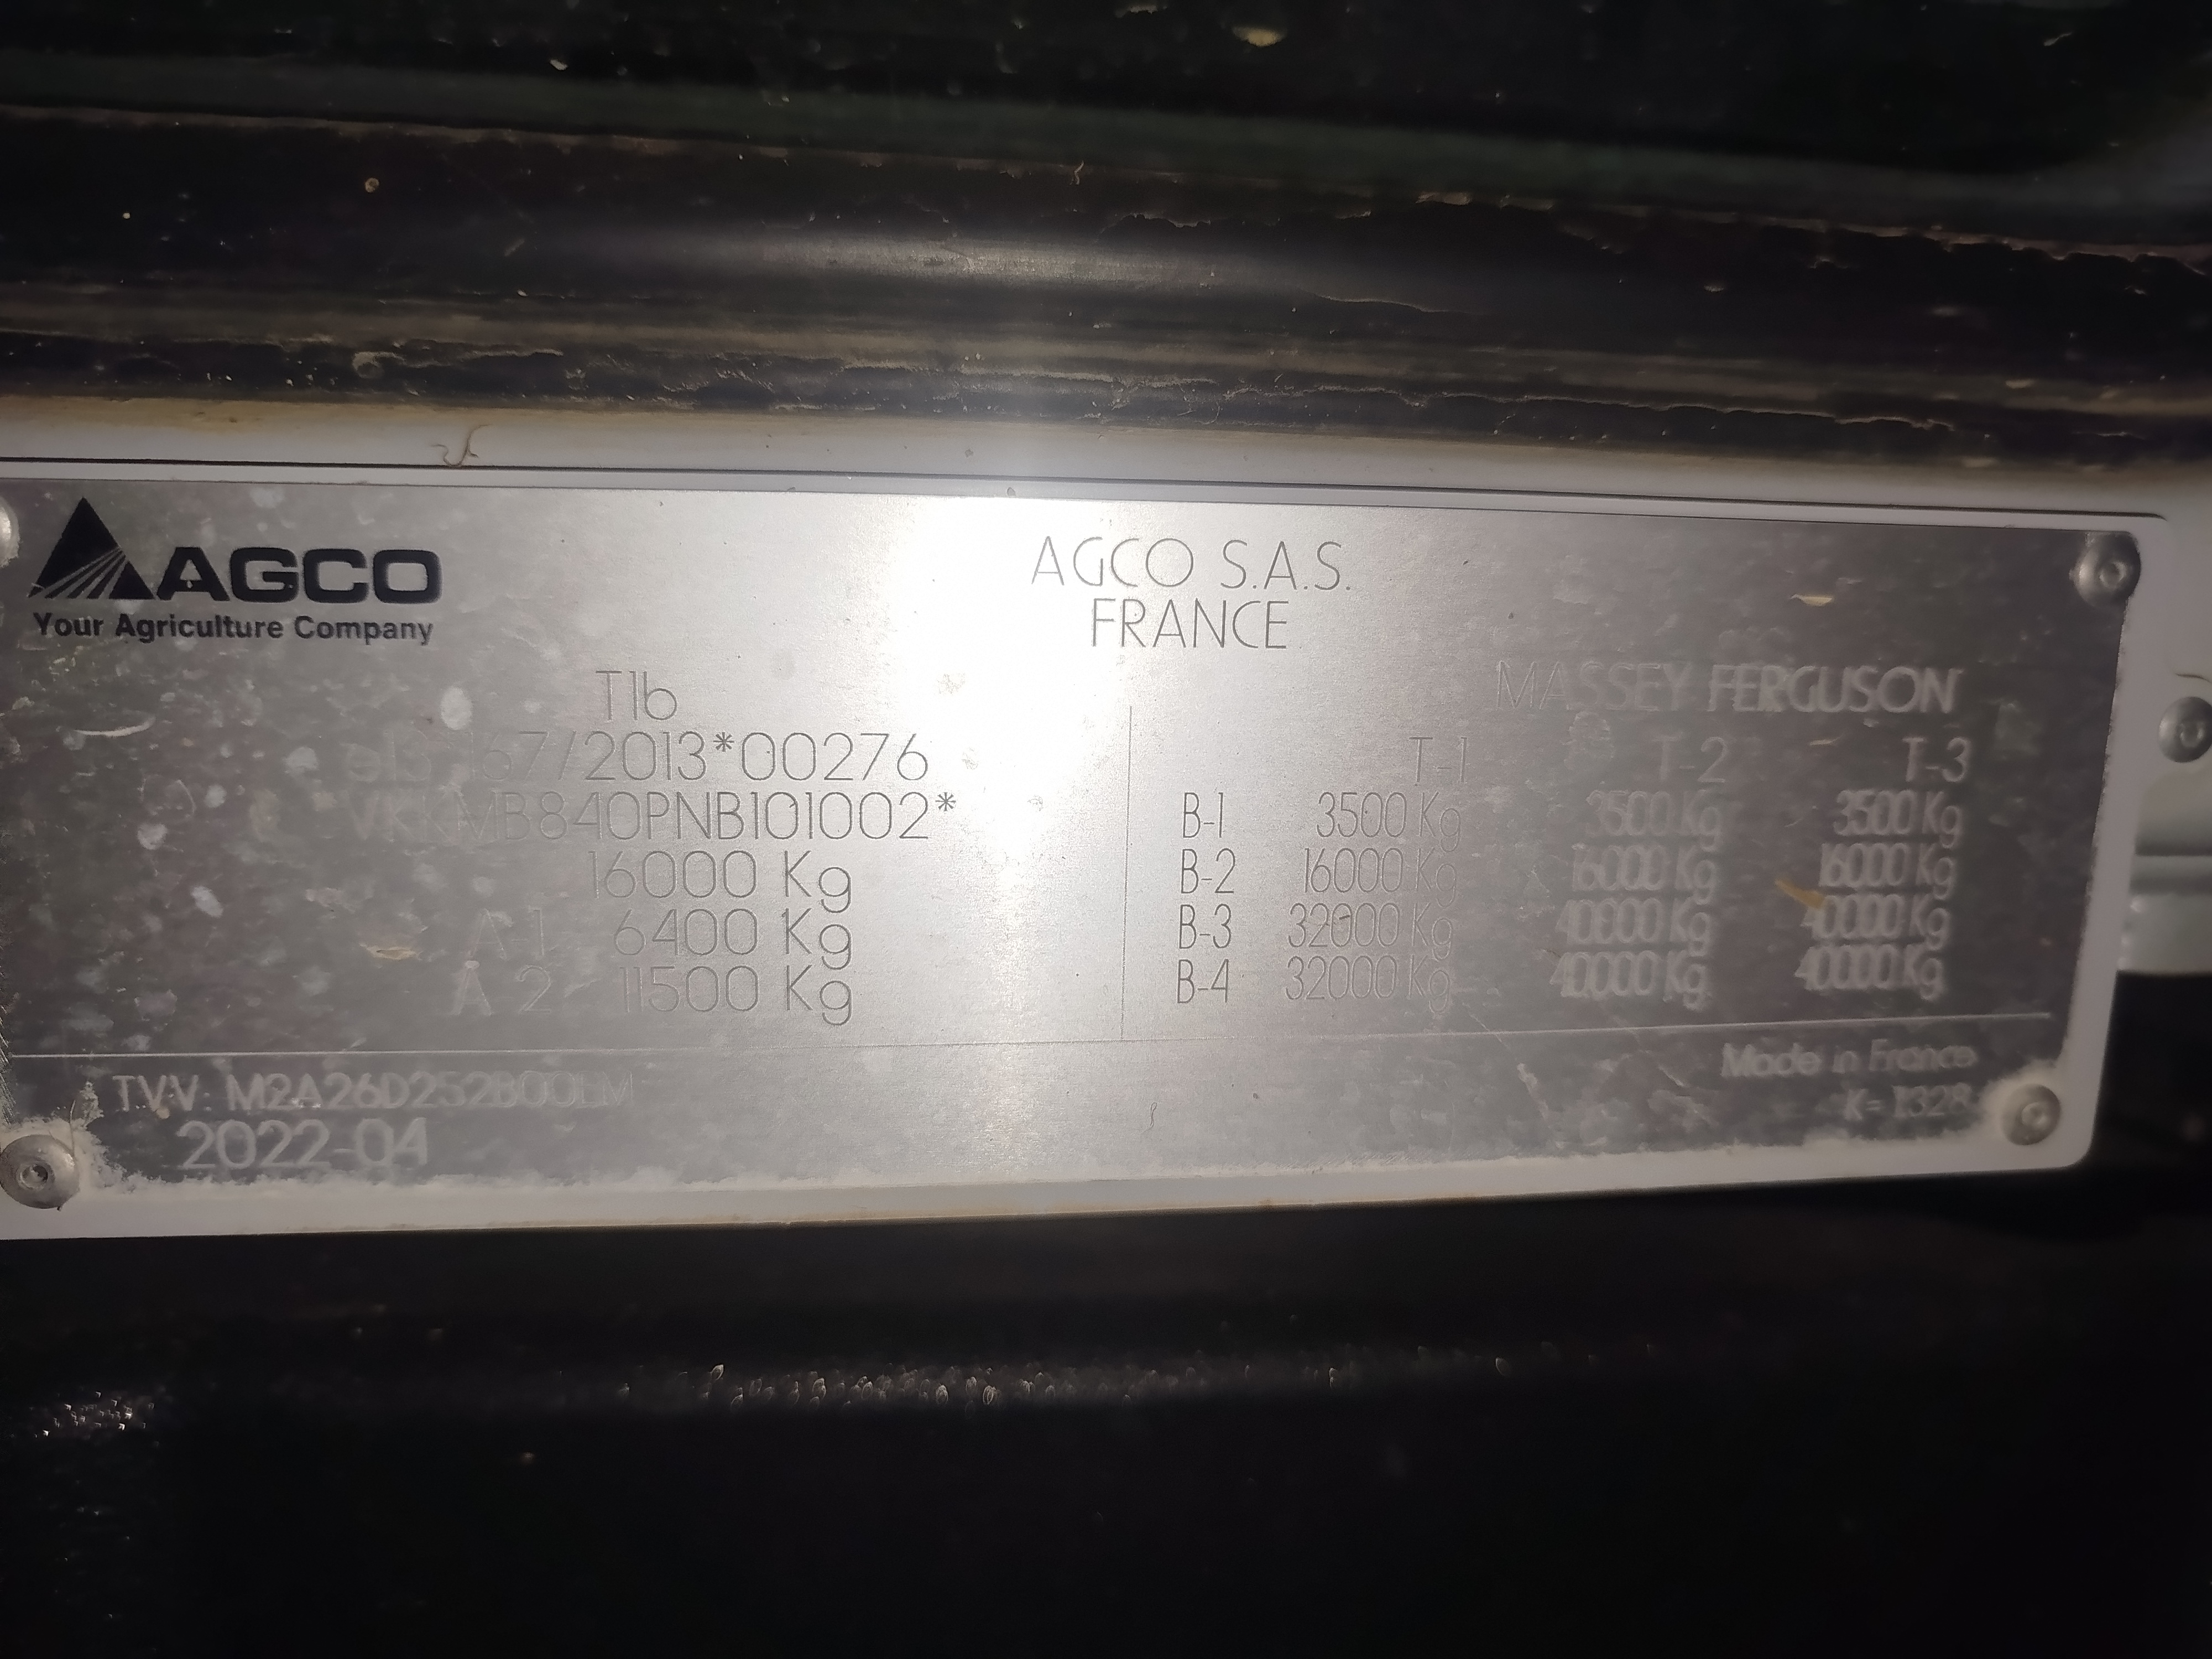 AGCO
Your Agriculture Company
AGCO S.A.S.
FRANCE
T1b
MASSEY FERGUSON
e13*167/2013*00276
VKKMB840PNB101002*
16000 Kg
A-1 6400 Kg
A-2 11500 Kg
T-1 T-2 T-3
B-1 3500 Kg 3500 Kg 3500 Kg
B-2 16000 Kg 16000 Kg 16000 Kg
B-3 32000 Kg 40000 Kg 40000 Kg
B-4 32000 Kg 40000 Kg 40000 Kg
TVV:
2022-04
Made in France
K= 1328